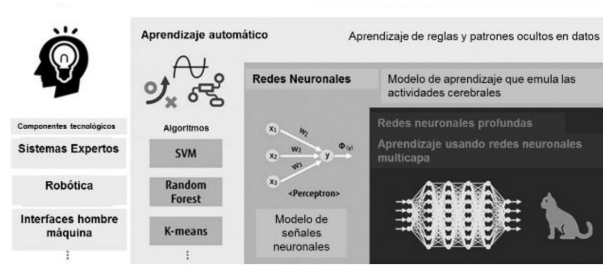 Aprendizaje automático
Aprendizaje de reglas y patrones ocultos en datos
Componentes tecnológicos
Sistemas Expertos
Robótica
Interfaces hombre
máquina
⋮
Algoritmos
SVM
Random
Forest
K-means
⋮
Redes Neuronales
Modelo de aprendizaje que emula las
actividades cerebrales
x₁
x₂
x₃
w₁
w₂
w₃
y
Φ(y)
<Perceptron>
Modelo de
señales
neuronales
Redes neuronales profundas
Aprendizaje usando redes neuronales
multicapa